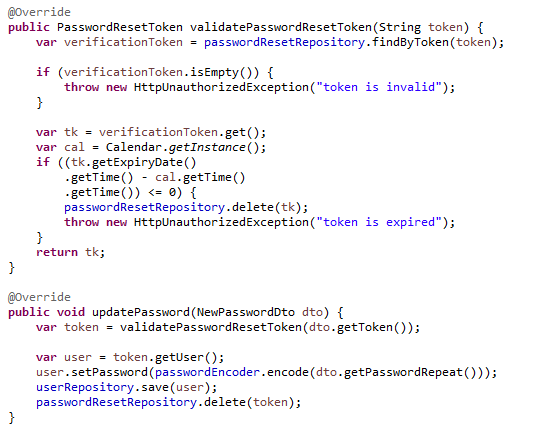 @Override
public PasswordResetToken validatePasswordResetToken(String token) {
    var verificationToken = passwordResetRepository.findByToken(token);

    if (verificationToken.isEmpty()) {
        throw new HttpUnauthorizedException("token is invalid");
    }

    var tk = verificationToken.get();
    var cal = Calendar.getInstance();
    if ((tk.getExpiryDate()
        .getTime() - cal.getTime()
        .getTime()) <= 0) {
        passwordResetRepository.delete(tk);
        throw new HttpUnauthorizedException("token is expired");
    }
    return tk;
}

@Override
public void updatePassword(NewPasswordDto dto) {
    var token = validatePasswordResetToken(dto.getToken());

    var user = token.getUser();
    user.setPassword(passwordEncoder.encode(dto.getPasswordRepeat()));
    userRepository.save(user);
    passwordResetRepository.delete(token);
}